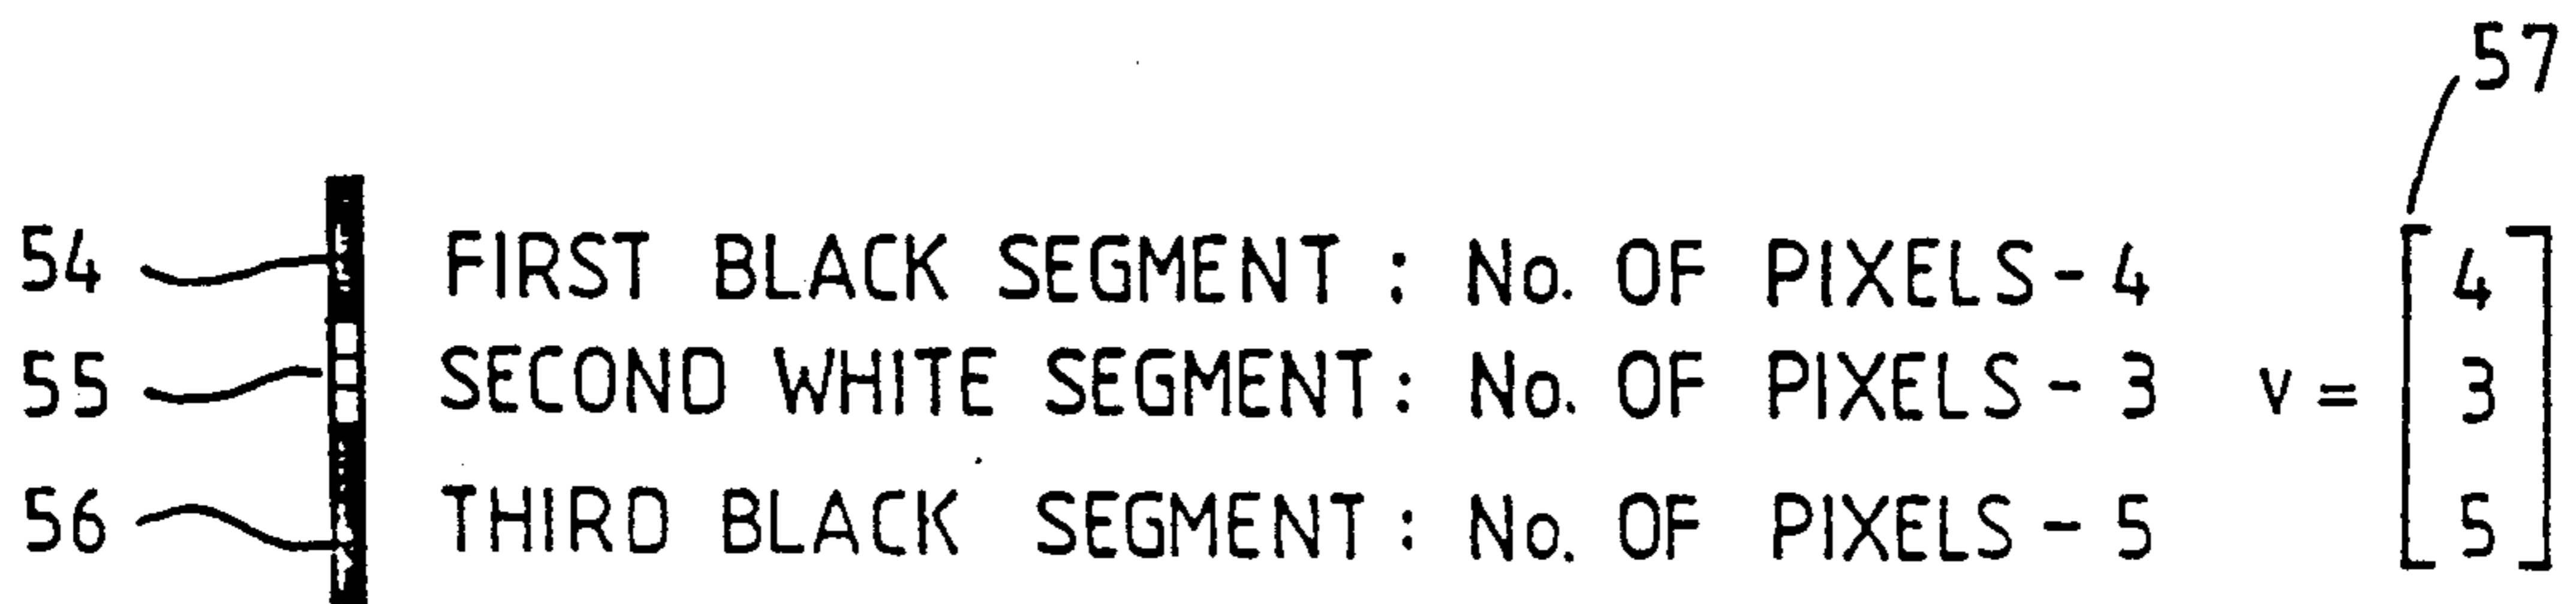 57
54 FIRST BLACK SEGMENT : No. OF PIXELS - 4 [ 4 ]
55 SECOND WHITE SEGMENT : No. OF PIXELS - 3 v = [ 3 ]
56 THIRD BLACK SEGMENT : No. OF PIXELS - 5 [ 5 ]